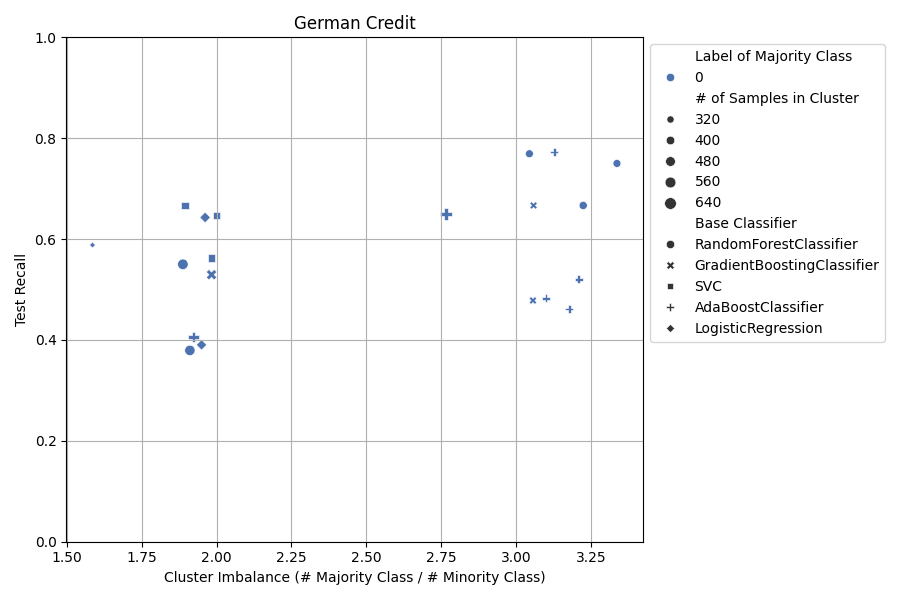 German Credit
1.0
0.8
0.6
0.4
0.2
0.0
Test Recall
1.50 1.75 2.00 2.25 2.50 2.75 3.00 3.25
Cluster Imbalance (# Majority Class / # Minority Class)
Label of Majority Class
0
# of Samples in Cluster
320
400
480
560
640
Base Classifier
RandomForestClassifier
GradientBoostingClassifier
SVC
AdaBoostClassifier
LogisticRegression